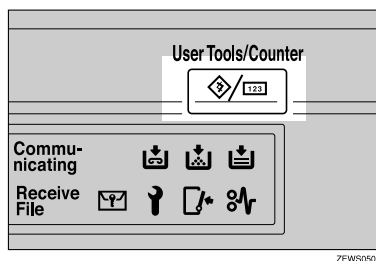 User Tools/Counter
123
Commu-
nicating
Receive
File
ZEWS050